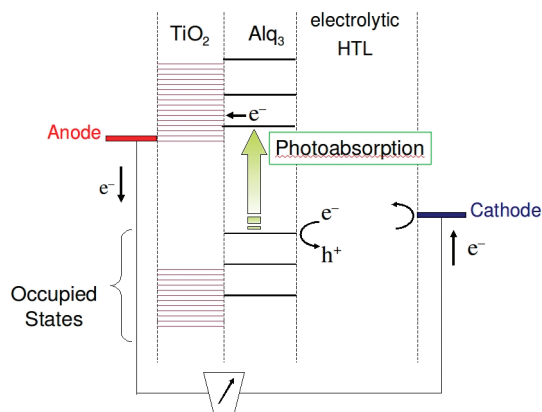 TiO₂
Alq₃
electrolytic
HTL
e⁻
Anode
Photoabsorption
e⁻
e⁻
Cathode
h⁺
e⁻
Occupied
States